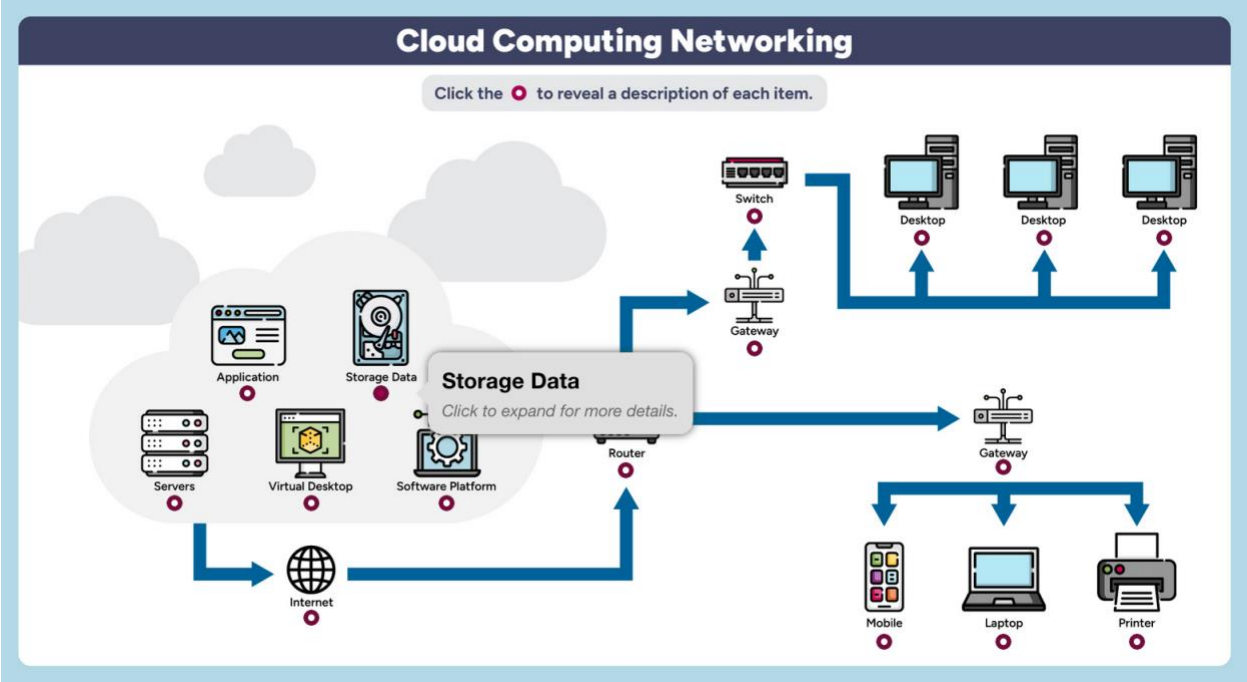 Cloud Computing Networking
Click the to reveal a description of each item.
Switch
Desktop
Desktop
Desktop
Gateway
Application
Storage Data
Storage Data
Click to expand for more details.
Servers
Virtual Desktop
Software Platform
Router
Gateway
Internet
Mobile
Laptop
Printer